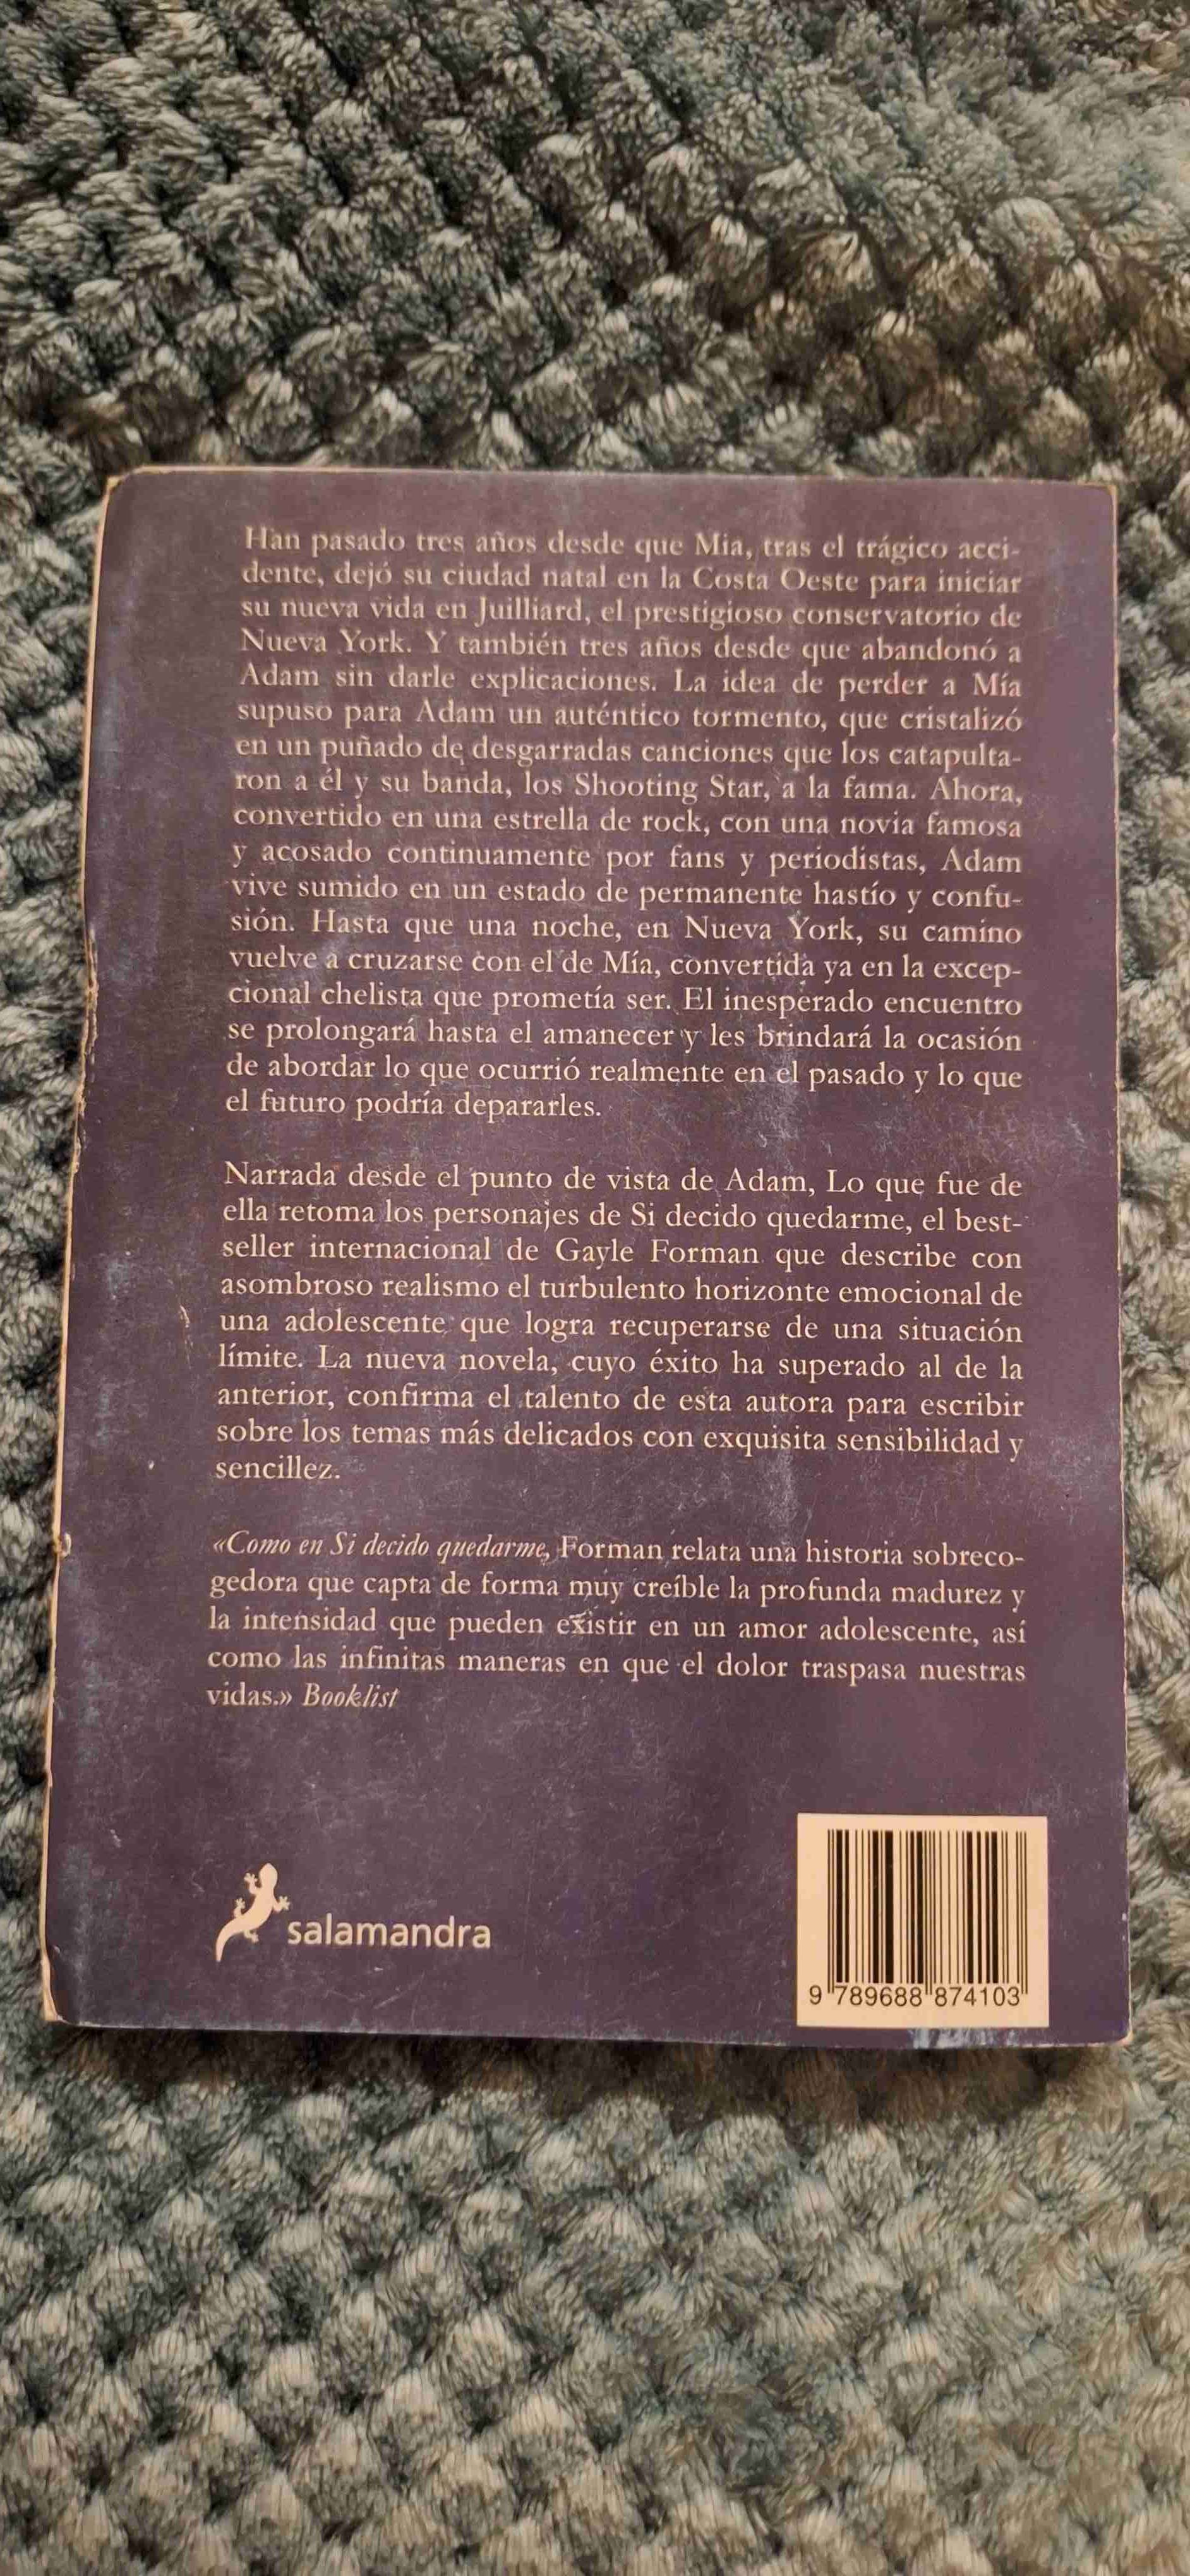 Han pasado tres años desde que Mia, tras el trágico acci-
dente, dejó su ciudad natal en la Costa Oeste para iniciar
su nueva vida en Juilliard, el prestigioso conservatorio de
Nueva York. Y también tres años desde que abandonó a
Adam sin darle explicaciones. La idea de perder a Mía
supuso para Adam un auténtico tormento, que cristalizó
en un puñado de desgarradas canciones que los catapulta-
ron a él y su banda, los Shooting Star, a la fama. Ahora,
convertido en una estrella de rock, con una novia famosa
y acosado continuamente por fans y periodistas, Adam
vive sumido en un estado de permanente hastío y confu-
sión. Hasta que una noche, en Nueva York, su camino
vuelve a cruzarse con el de Mía, convertida ya en la excep-
cional chelista que prometía ser. El inesperado encuentro
se prolongará hasta el amanecer y les brindará la ocasión
de abordar lo que ocurrió realmente en el pasado y lo que
el futuro podría depararles.
Narrada desde el punto de vista de Adam, Lo que fue de
ella retoma los personajes de Si decido quedarme, el best-
seller internacional de Gayle Forman que describe con
asombroso realismo el turbulento horizonte emocional de
una adolescente que logra recuperarse de una situación
límite. La nueva novela, cuyo éxito ha superado al de la
anterior, confirma el talento de esta autora para escribir
sobre los temas más delicados con exquisita sensibilidad y
sencillez.
«Como en Si decido quedarme, Forman relata una historia sobreco-
gedora que capta de forma muy creíble la profunda madurez y
la intensidad que pueden existir en un amor adolescente, así
como las infinitas maneras en que el dolor traspasa nuestras
vidas.» Booklist
salamandra
9 789688 874103